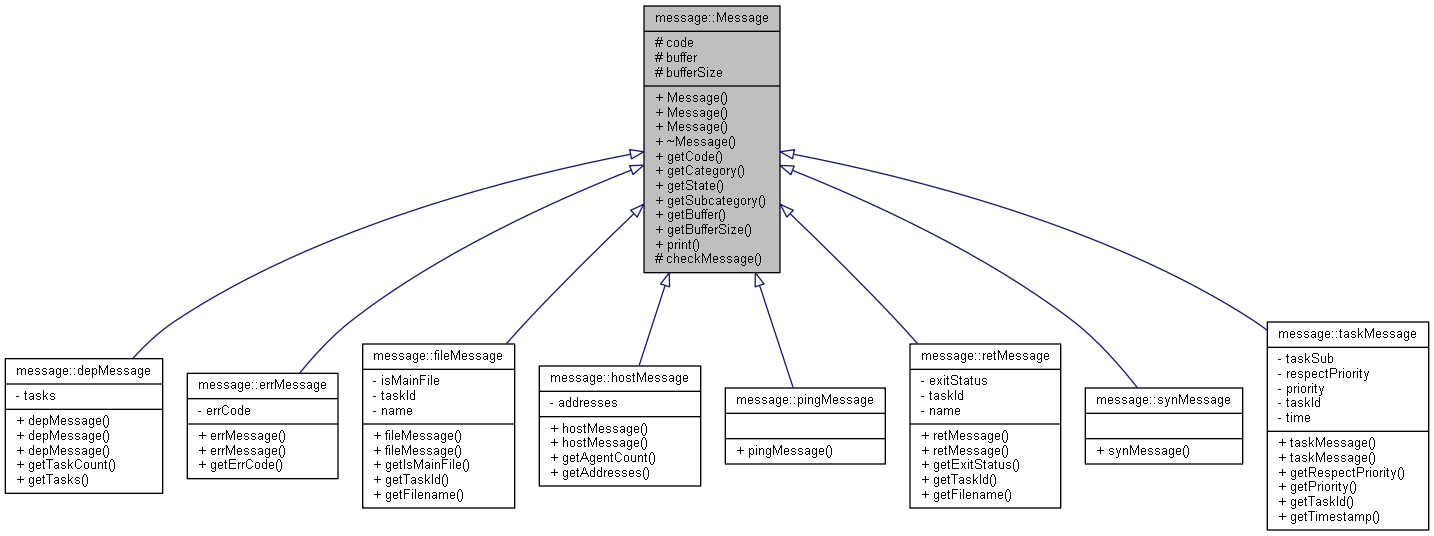 message::Message
# code
# buffer
# bufferSize
+ Message()
+ Message()
+ Message()
+ ~Message()
+ getCode()
+ getCategory()
+ getState()
+ getSubcategory()
+ getBuffer()
+ getBufferSize()
+ print()
# checkMessage()
message::depMessage
- tasks
+ depMessage()
+ depMessage()
+ depMessage()
+ getTaskCount()
+ getTasks()
message::errMessage
- errCode
+ errMessage()
+ errMessage()
+ getErrCode()
message::fileMessage
- isMainFile
- taskId
- name
+ fileMessage()
+ fileMessage()
+ getIsMainFile()
+ getTaskId()
+ getFilename()
message::hostMessage
- addresses
+ hostMessage()
+ hostMessage()
+ getAgentCount()
+ getAddresses()
message::pingMessage
+ pingMessage()
message::retMessage
- exitStatus
- taskId
- name
+ retMessage()
+ retMessage()
+ getExitStatus()
+ getTaskId()
+ getFilename()
message::synMessage
+ synMessage()
message::taskMessage
- taskSub
- respectPriority
- priority
- taskId
- time
+ taskMessage()
+ taskMessage()
+ getRespectPriority()
+ getPriority()
+ getTaskId()
+ getTimestamp()